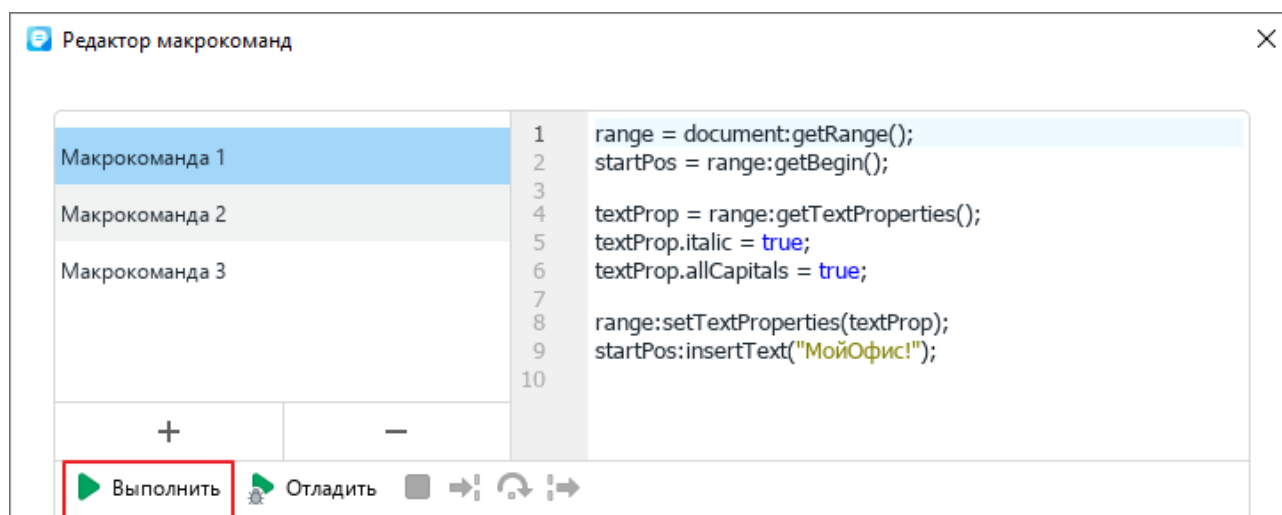 Редактор макрокоманд
Макрокоманда 1
Макрокоманда 2
Макрокоманда 3
1 range = document:getRange();
2 startPos = range:getBegin();
3
4 textProp = range:getTextProperties();
5 textProp.italic = true;
6 textProp.allCapitals = true;
7
8 range:setTextProperties(textProp);
9 startPos:insertText("МойОфис!");
10
+ −
Выполнить Отладить